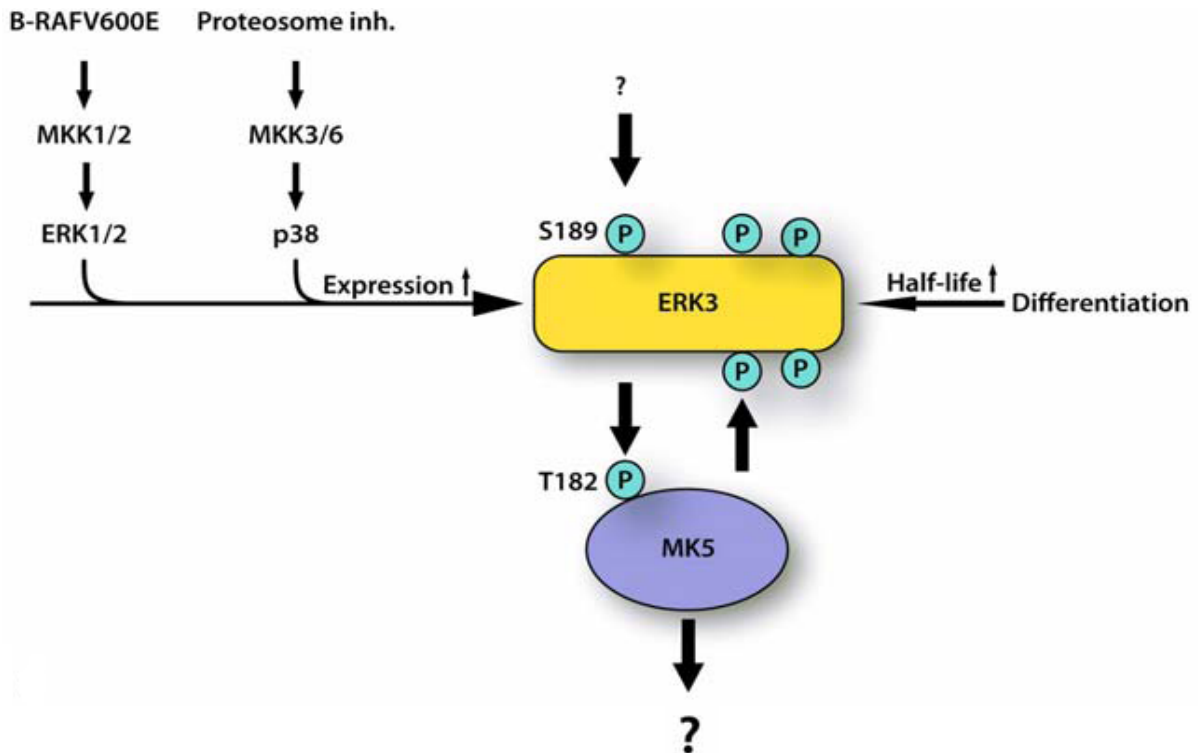 B-RAFV600E Proteosome inh.
?
MKK1/2 MKK3/6
ERK1/2 p38
S189 P P P
Expression
ERK3
Half-life
Differentiation
P P
T182 P
MK5
?